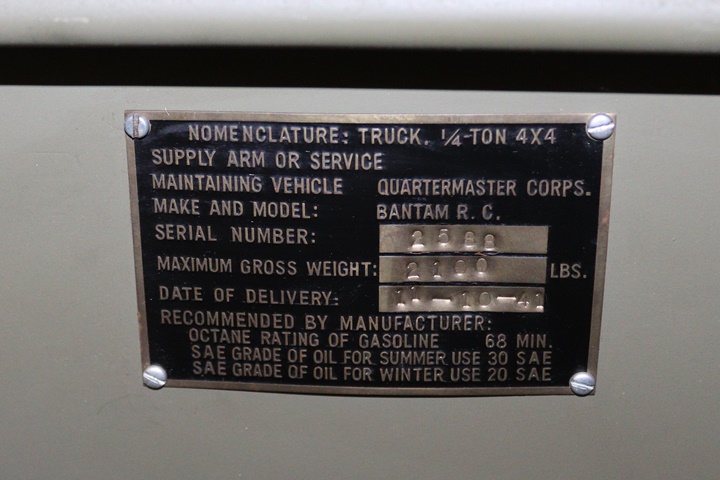 NOMENCLATURE: TRUCK, 1/4-TON 4X4
SUPPLY ARM OR SERVICE
MAINTAINING VEHICLE QUARTERMASTER CORPS.
MAKE AND MODEL: BANTAM R. C.
SERIAL NUMBER: 2588
MAXIMUM GROSS WEIGHT: 2100 LBS.
DATE OF DELIVERY: 11-10-41
RECOMMENDED BY MANUFACTURER:
OCTANE RATING OF GASOLINE 68 MIN.
SAE GRADE OF OIL FOR SUMMER USE 30 SAE
SAE GRADE OF OIL FOR WINTER USE 20 SAE